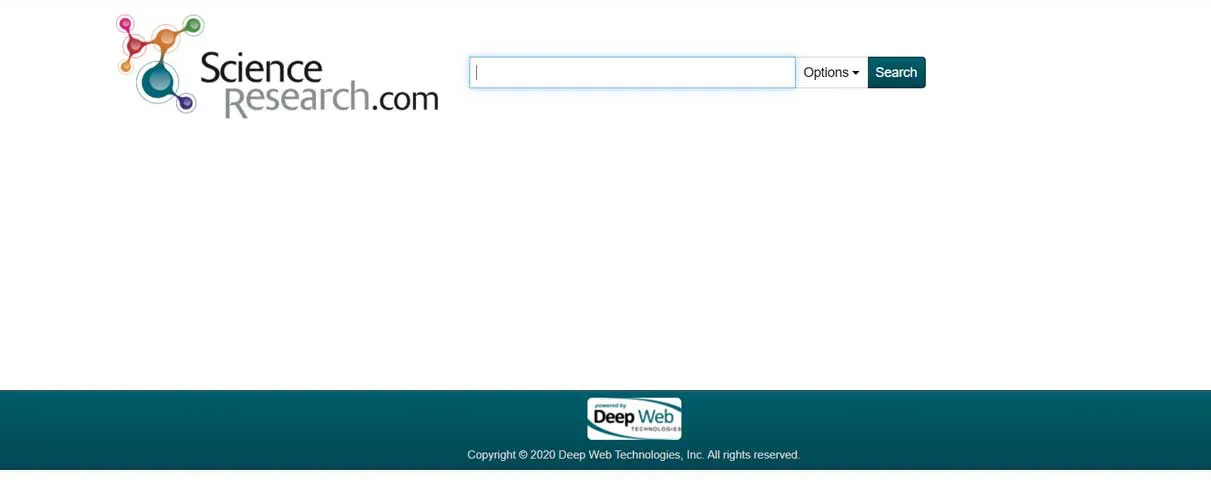 Science
Research.com
Options
Search
powered by
Deep Web
TECHNOLOGIES
Copyright © 2020 Deep Web Technologies, Inc. All rights reserved.